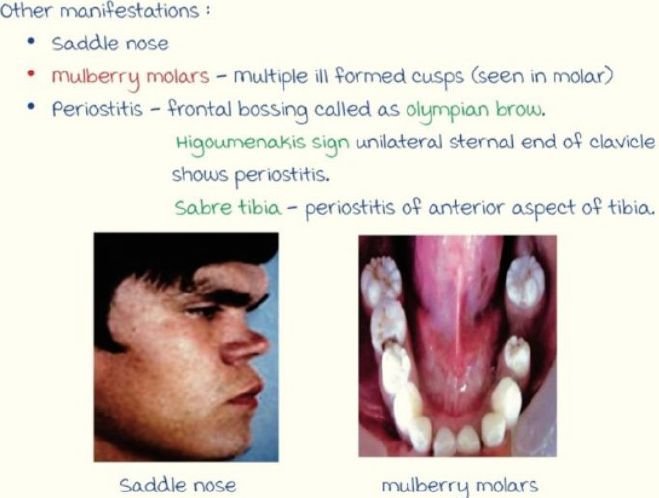 Other manifestations :
• Saddle nose
• mulberry molars – multiple ill formed cusps (seen in molar)
• Periostitis – frontal bossing called as olympian brow.
Higoumenakis sign unilateral sternal end of clavicle
shows periostitis.
Sabre tibia – periostitis of anterior aspect of tibia.
Saddle nose
mulberry molars